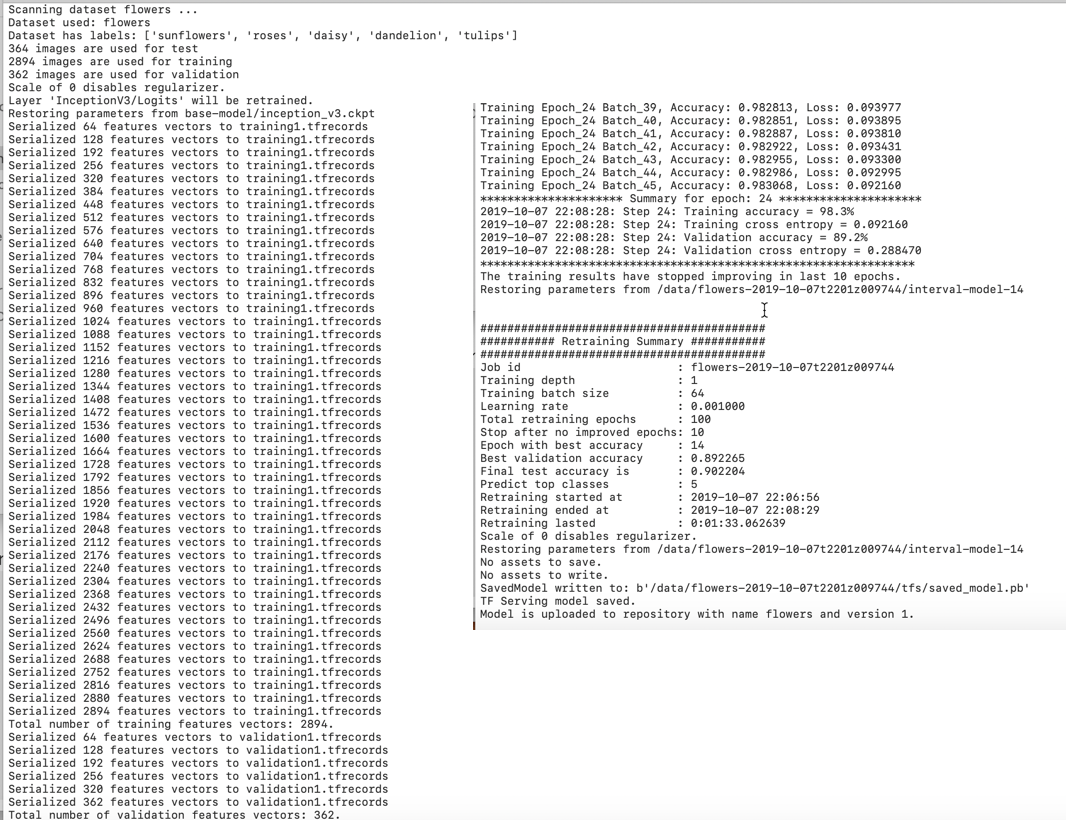 Scanning dataset flowers ...
Dataset used: flowers
Dataset has labels: ['sunflowers', 'roses', 'daisy', 'dandelion', 'tulips']
364 images are used for test
2894 images are used for training
362 images are used for validation
Scale of 0 disables regularizer.
Layer 'InceptionV3/Logits' will be retrained.
Restoring parameters from base-model/inception_v3.ckpt
Serialized 64 features vectors to training1.tfrecords
Serialized 128 features vectors to training1.tfrecords
Serialized 192 features vectors to training1.tfrecords
Serialized 256 features vectors to training1.tfrecords
Serialized 320 features vectors to training1.tfrecords
Serialized 384 features vectors to training1.tfrecords
Serialized 448 features vectors to training1.tfrecords
Serialized 512 features vectors to training1.tfrecords
Serialized 576 features vectors to training1.tfrecords
Serialized 640 features vectors to training1.tfrecords
Serialized 704 features vectors to training1.tfrecords
Serialized 768 features vectors to training1.tfrecords
Serialized 832 features vectors to training1.tfrecords
Serialized 896 features vectors to training1.tfrecords
Serialized 960 features vectors to training1.tfrecords
Serialized 1024 features vectors to training1.tfrecords
Serialized 1088 features vectors to training1.tfrecords
Serialized 1152 features vectors to training1.tfrecords
Serialized 1216 features vectors to training1.tfrecords
Serialized 1280 features vectors to training1.tfrecords
Serialized 1344 features vectors to training1.tfrecords
Serialized 1408 features vectors to training1.tfrecords
Serialized 1472 features vectors to training1.tfrecords
Serialized 1536 features vectors to training1.tfrecords
Serialized 1600 features vectors to training1.tfrecords
Serialized 1664 features vectors to training1.tfrecords
Serialized 1728 features vectors to training1.tfrecords
Serialized 1792 features vectors to training1.tfrecords
Serialized 1856 features vectors to training1.tfrecords
Serialized 1920 features vectors to training1.tfrecords
Serialized 1984 features vectors to training1.tfrecords
Serialized 2048 features vectors to training1.tfrecords
Serialized 2112 features vectors to training1.tfrecords
Serialized 2176 features vectors to training1.tfrecords
Serialized 2240 features vectors to training1.tfrecords
Serialized 2304 features vectors to training1.tfrecords
Serialized 2368 features vectors to training1.tfrecords
Serialized 2432 features vectors to training1.tfrecords
Serialized 2496 features vectors to training1.tfrecords
Serialized 2560 features vectors to training1.tfrecords
Serialized 2624 features vectors to training1.tfrecords
Serialized 2688 features vectors to training1.tfrecords
Serialized 2752 features vectors to training1.tfrecords
Serialized 2816 features vectors to training1.tfrecords
Serialized 2880 features vectors to training1.tfrecords
Serialized 2894 features vectors to training1.tfrecords
Total number of training features vectors: 2894.
Serialized 64 features vectors to validation1.tfrecords
Serialized 128 features vectors to validation1.tfrecords
Serialized 192 features vectors to validation1.tfrecords
Serialized 256 features vectors to validation1.tfrecords
Serialized 320 features vectors to validation1.tfrecords
Serialized 362 features vectors to validation1.tfrecords
Total number of validation features vectors: 362.
Training Epoch_24 Batch_39, Accuracy: 0.982813, Loss: 0.093977
Training Epoch_24 Batch_40, Accuracy: 0.982851, Loss: 0.093895
Training Epoch_24 Batch_41, Accuracy: 0.982887, Loss: 0.093810
Training Epoch_24 Batch_42, Accuracy: 0.982922, Loss: 0.093431
Training Epoch_24 Batch_43, Accuracy: 0.982955, Loss: 0.093300
Training Epoch_24 Batch_44, Accuracy: 0.982986, Loss: 0.092995
Training Epoch_24 Batch_45, Accuracy: 0.983068, Loss: 0.092160
********************* Summary for epoch: 24 *********************
2019-10-07 22:08:28: Step 24: Training accuracy = 98.3%
2019-10-07 22:08:28: Step 24: Training cross entropy = 0.092160
2019-10-07 22:08:28: Step 24: Validation accuracy = 89.2%
2019-10-07 22:08:28: Step 24: Validation cross entropy = 0.288470
****************************************************************
The training results have stopped improving in last 10 epochs.
Restoring parameters from /data/flowers-2019-10-07t2201z009744/interval-model-14
##########################################
########### Retraining Summary ###########
##########################################
Job id : flowers-2019-10-07t2201z009744
Training depth : 1
Training batch size : 64
Learning rate : 0.001000
Total retraining epochs : 100
Stop after no improved epochs: 10
Epoch with best accuracy : 14
Best validation accuracy : 0.892265
Final test accuracy is : 0.902204
Predict top classes : 5
Retraining started at : 2019-10-07 22:06:56
Retraining ended at : 2019-10-07 22:08:29
Retraining lasted : 0:01:33.062639
Scale of 0 disables regularizer.
Restoring parameters from /data/flowers-2019-10-07t2201z009744/interval-model-14
No assets to save.
No assets to write.
SavedModel written to: b'/data/flowers-2019-10-07t2201z009744/tfs/saved_model.pb'
TF Serving model saved.
Model is uploaded to repository with name flowers and version 1.